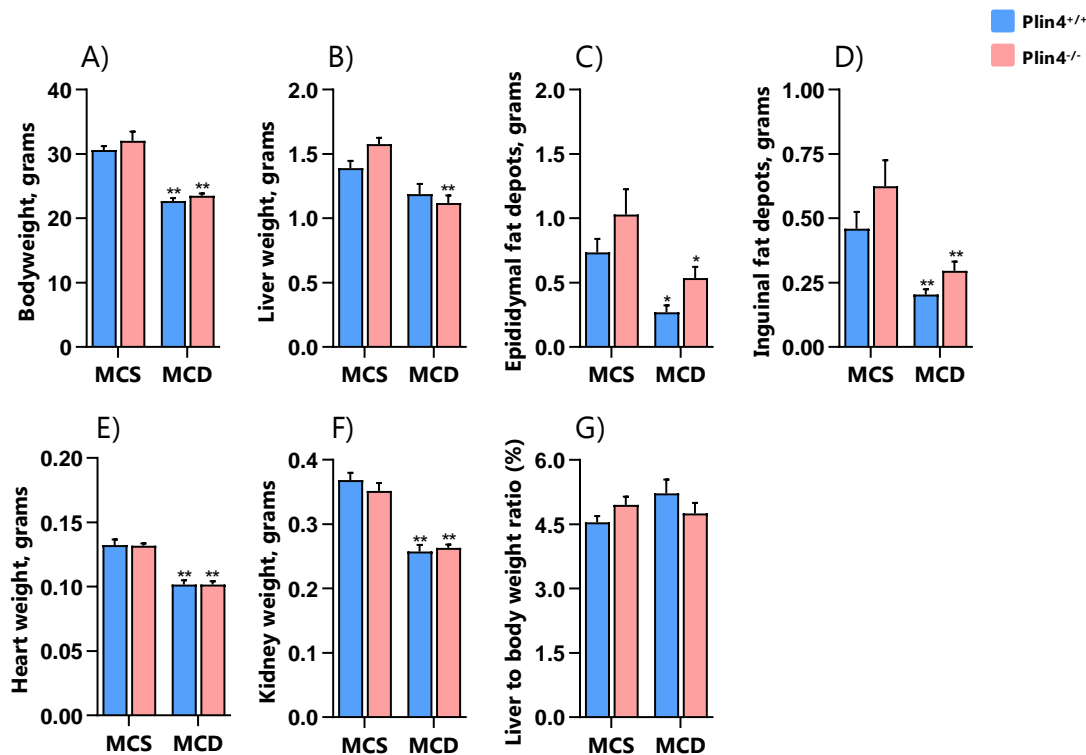 Plin4+/+
Plin4-/-
A)
Bodyweight, grams
40
30
20
10
0
** **
MCS MCD
B)
Liver weight, grams
2.0
1.5
1.0
0.5
0.0
**
MCS MCD
C)
Epididymal fat depots, grams
2.0
1.5
1.0
0.5
0.0
* *
MCS MCD
D)
Inguinal fat depots, grams
1.00
0.75
0.50
0.25
0.00
** **
MCS MCD
E)
Heart weight, grams
0.20
0.15
0.10
0.05
0.00
** **
MCS MCD
F)
Kidney weight, grams
0.4
0.3
0.2
0.1
0.0
** **
MCS MCD
G)
Liver to body weight ratio (%)
6.0
4.5
3.0
1.5
0.0
MCS MCD